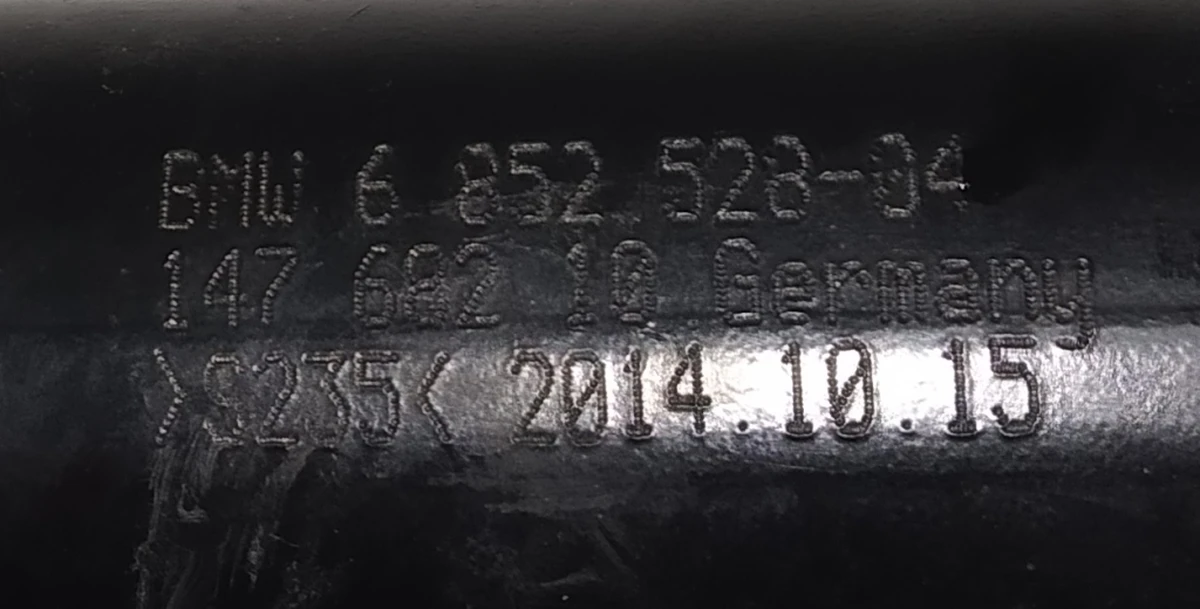 BMW 6 852 528-04
147 682 10 Germany
>S235< 2014.10.15